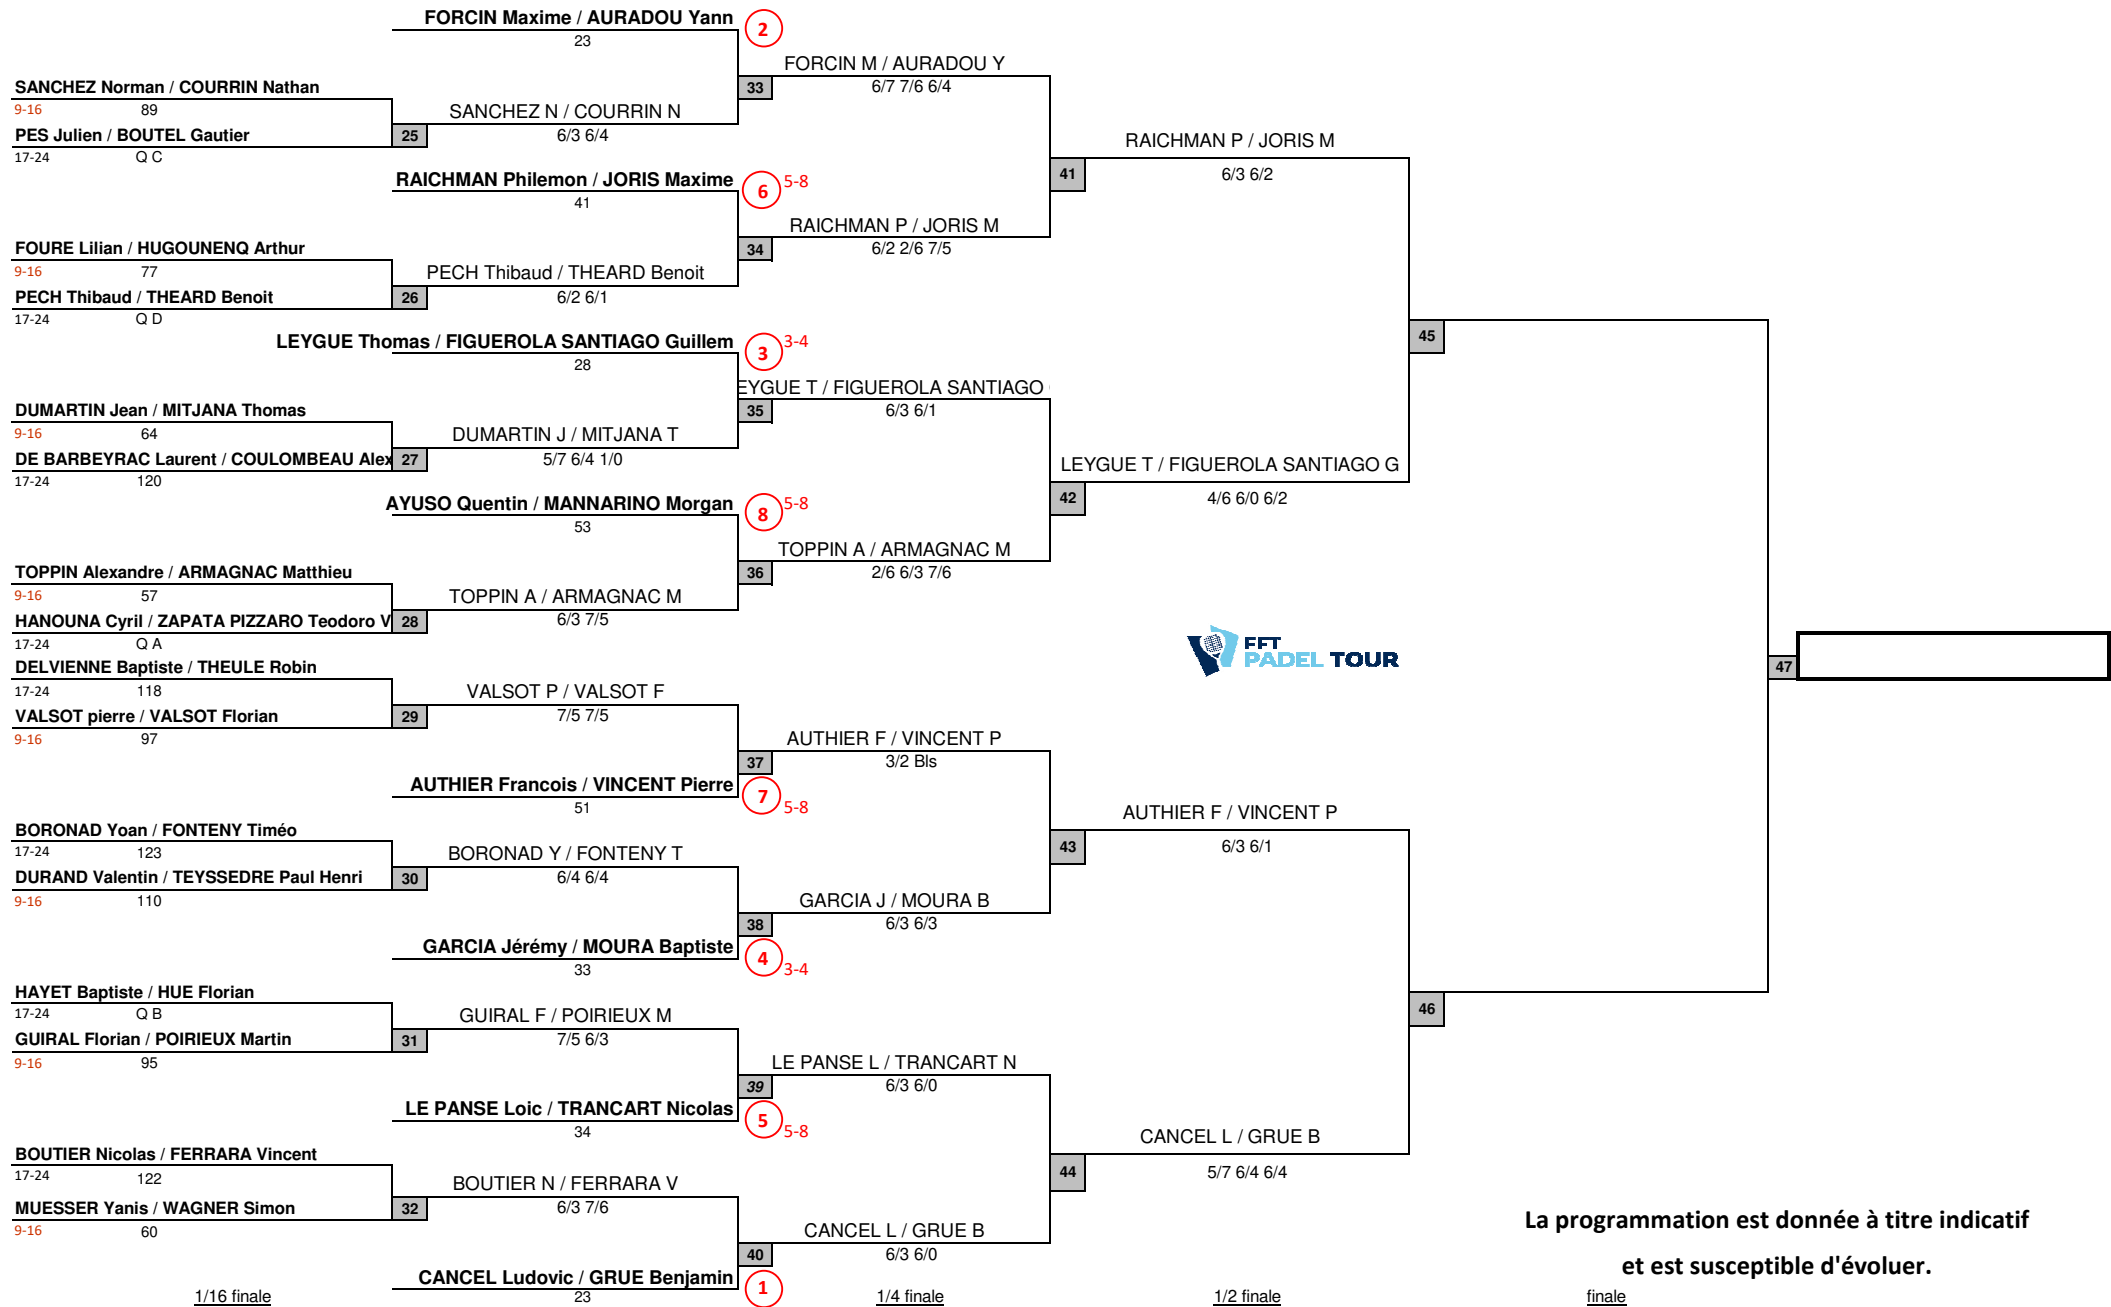 FORCIN Maxime / AURADOU Yann
2
23
FORCIN M / AURADOU Y
33
6/7 7/6 6/4
SANCHEZ Norman / COURRIN Nathan
9-16 89
SANCHEZ N / COURRIN N
PES Julien / BOUTEL Gautier
25
6/3 6/4
17-24 Q C
RAICHMAN P / JORIS M
41
6/3 6/2
RAICHMAN Philemon / JORIS Maxime
6
5-8
41
RAICHMAN P / JORIS M
34
6/2 2/6 7/5
FOURE Lilian / HUGOUNENQ Arthur
9-16 77
PECH Thibaud / THEARD Benoit
PECH Thibaud / THEARD Benoit
26
6/2 6/1
17-24 Q D
45
LEYGUE Thomas / FIGUEROLA SANTIAGO Guillem
3
3-4
28
EYGUE T / FIGUEROLA SANTIAGO
35
6/3 6/1
DUMARTIN Jean / MITJANA Thomas
9-16 64
DUMARTIN J / MITJANA T
DE BARBEYRAC Laurent / COULOMBEAU Alex
27
5/7 6/4 1/0
17-24 120
LEYGUE T / FIGUEROLA SANTIAGO G
42
4/6 6/0 6/2
AYUSO Quentin / MANNARINO Morgan
8
5-8
53
TOPPIN A / ARMAGNAC M
36
2/6 6/3 7/6
TOPPIN Alexandre / ARMAGNAC Matthieu
9-16 57
TOPPIN A / ARMAGNAC M
HANOUNA Cyril / ZAPATA PIZZARO Teodoro V
28
6/3 7/5
17-24 Q A
FFT
PADEL TOUR
47
DELVIENNE Baptiste / THEULE Robin
17-24 118
VALSOT P / VALSOT F
VALSOT pierre / VALSOT Florian
29
7/5 7/5
9-16 97
AUTHIER F / VINCENT P
37
3/2 Bls
AUTHIER Francois / VINCENT Pierre
7
5-8
51
AUTHIER F / VINCENT P
43
6/3 6/1
BORONAD Yoan / FONTENY Timéo
17-24 123
BORONAD Y / FONTENY T
DURAND Valentin / TEYSSEDRE Paul Henri
30
6/4 6/4
9-16 110
GARCIA J / MOURA B
38
6/3 6/3
GARCIA Jérémy / MOURA Baptiste
4
3-4
33
46
HAYET Baptiste / HUE Florian
17-24 Q B
GUIRAL F / POIRIEUX M
GUIRAL Florian / POIRIEUX Martin
31
7/5 6/3
9-16 95
LE PANSE L / TRANCART N
39
6/3 6/0
LE PANSE Loic / TRANCART Nicolas
5
5-8
34
CANCEL L / GRUE B
44
5/7 6/4 6/4
BOUTIER Nicolas / FERRARA Vincent
17-24 122
BOUTIER N / FERRARA V
MUESSER Yanis / WAGNER Simon
32
6/3 7/6
9-16 60
CANCEL L / GRUE B
40
6/3 6/0
CANCEL Ludovic / GRUE Benjamin
1
23
La programmation est donnée à titre indicatif
et est susceptible d'évoluer.
1/16 finale 1/4 finale 1/2 finale finale